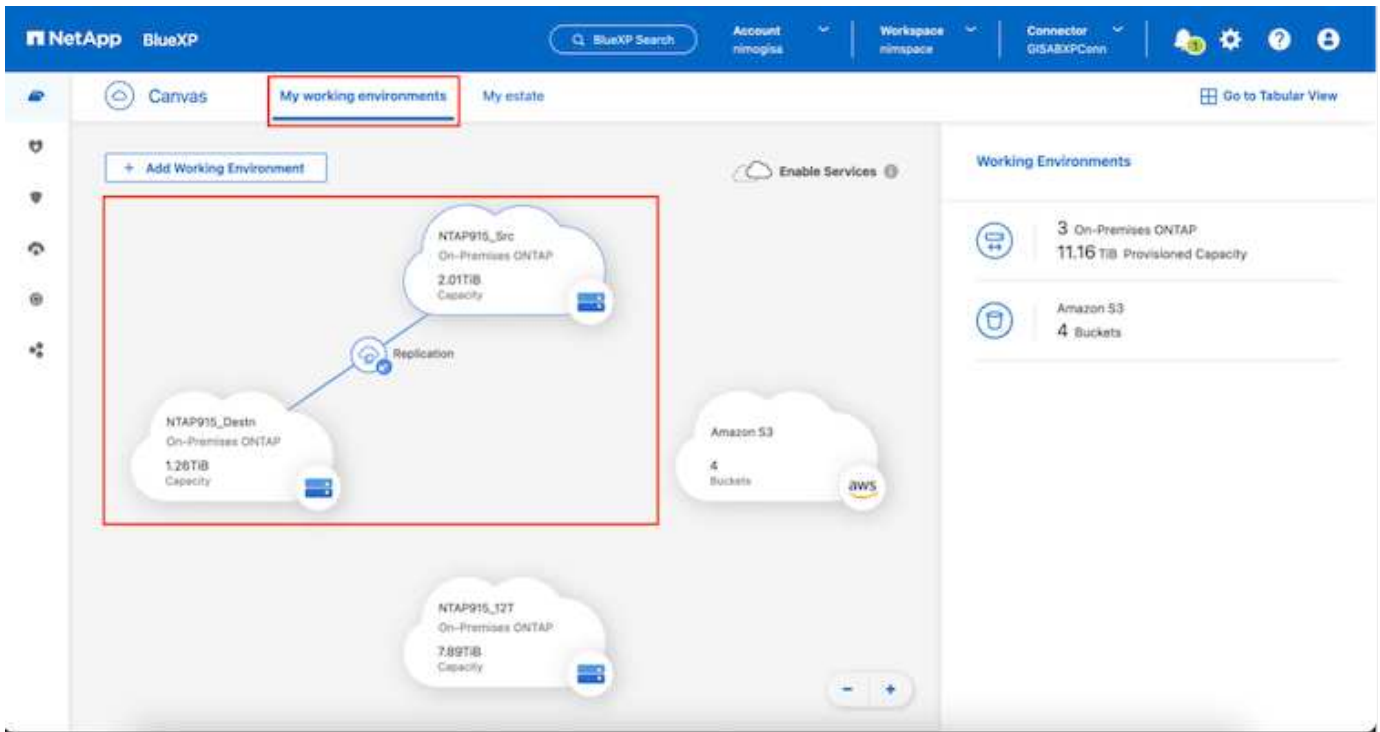 NetApp BlueXP
BlueXP Search
Account
nimogisa
Workspace
nimspace
Connector
GISABXPConn
1
Canvas
My working environments
My estate
Go to Tabular View
+ Add Working Environment
Enable Services
Working Environments
NTAP915_Src
On-Premises ONTAP
2.01TiB
Capacity
3 On-Premises ONTAP
11.16 TiB Provisioned Capacity
Amazon S3
4 Buckets
Replication
NTAP915_Destn
On-Premises ONTAP
1.26TiB
Capacity
Amazon S3
4
Buckets
aws
NTAP915_12T
On-Premises ONTAP
7.89TiB
Capacity
- +